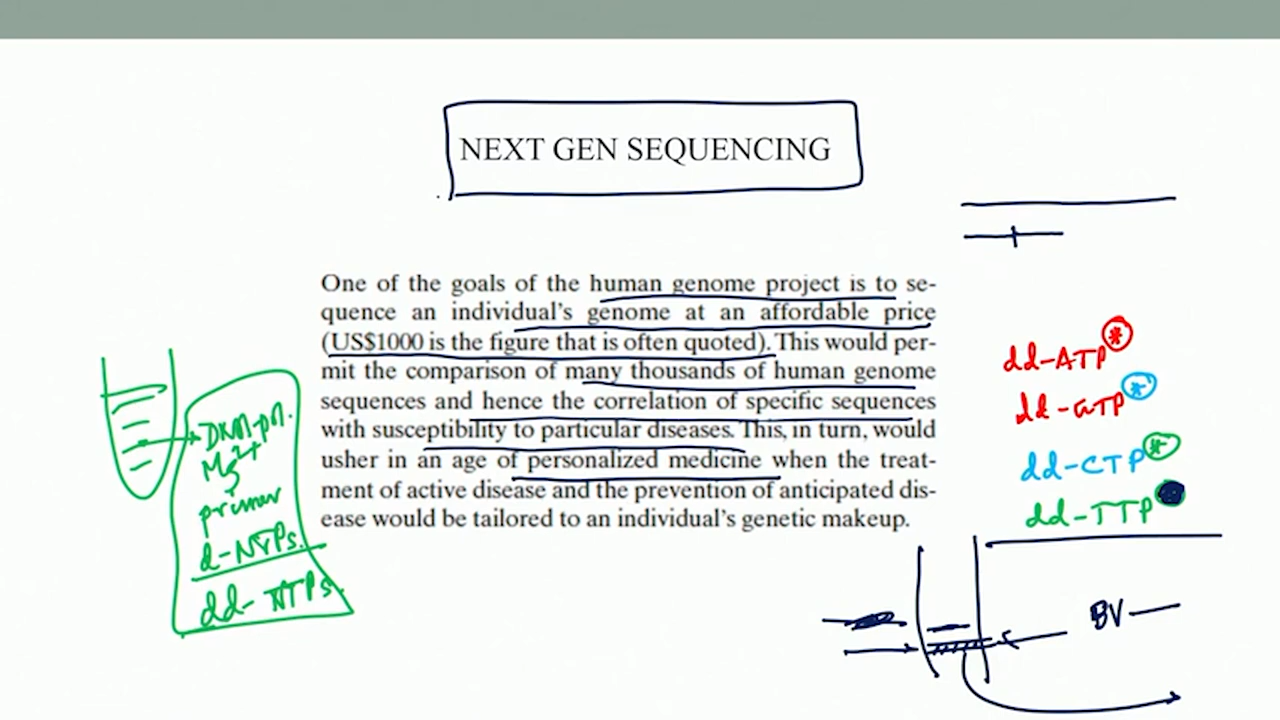 NEXT GEN SEQUENCING
One of the goals of the human genome project is to se-
quence an individual's genome at an affordable price
(US$1000 is the figure that is often quoted). This would per-
mit the comparison of many thousands of human genome
sequences and hence the correlation of specific sequences
with susceptibility to particular diseases. This, in turn, would
usher in an age of personalized medicine when the treat-
ment of active disease and the prevention of anticipated dis-
ease would be tailored to an individual's genetic makeup.
Mg2+
primer
d-NTPs.
dd-NTPs.
dd-ATP*
dd-GTP*
dd-CTP*
dd-TTP